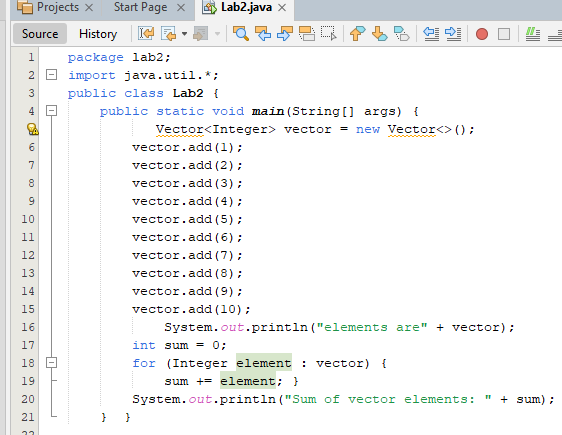 Projects Start Page Lab2.java
Source History
1 package lab2;
2 import java.util.*;
3 public class Lab2 {
4 public static void main(String[] args) {
Vector<Integer> vector = new Vector<>();
6 vector.add(1);
7 vector.add(2);
8 vector.add(3);
9 vector.add(4);
10 vector.add(5);
11 vector.add(6);
12 vector.add(7);
13 vector.add(8);
14 vector.add(9);
15 vector.add(10);
16 System.out.println("elements are" + vector);
17 int sum = 0;
18 for (Integer element : vector) {
19 sum += element; }
20 System.out.println("Sum of vector elements: " + sum);
21 } }
22